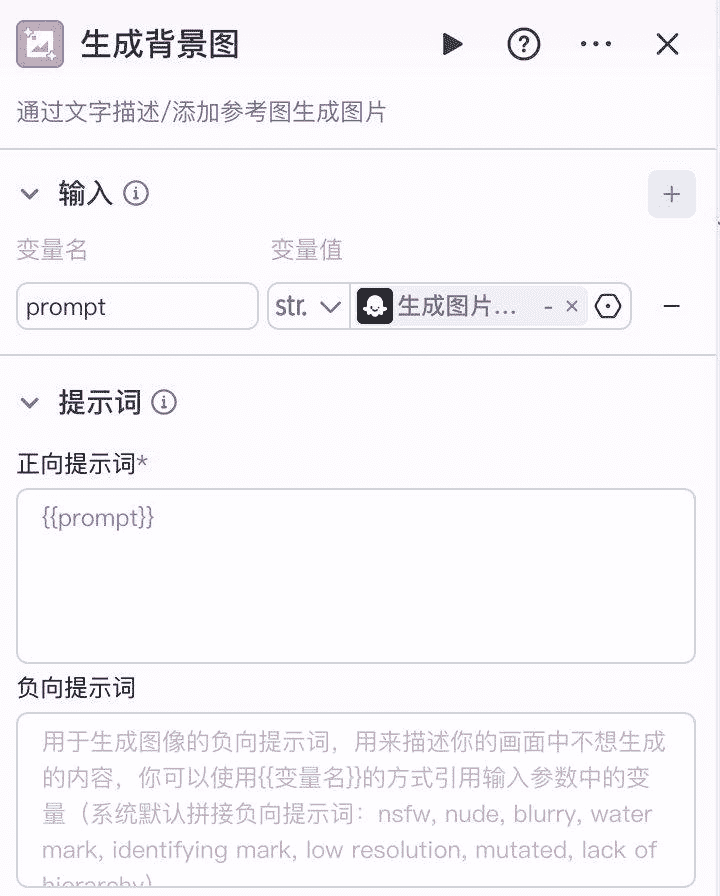 生成背景图
通过文字描述/添加参考图生成图片
输入
变量名 变量值
prompt str. 生成图片... -
提示词
正向提示词*
{{prompt}}
负向提示词
用于生成图像的负向提示词，用来描述你的画面中不想生成
的内容，你可以使用{{变量名}}的方式引用输入参数中的变
量（系统默认拼接负向提示词：nsfw, nude, blurry, water
mark, identifying mark, low resolution, mutated, lack of
hierarchy）